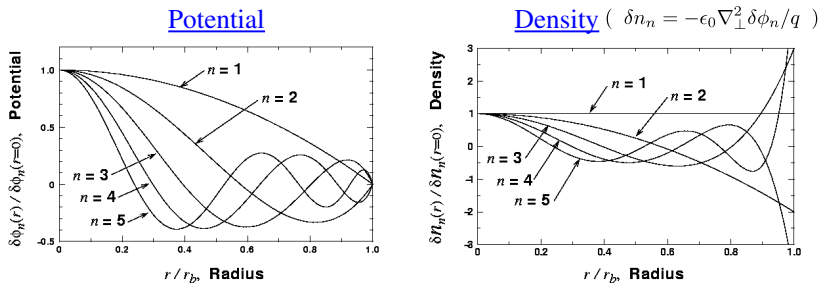 Potential
Density ( δn_n = −ϵ_0 ∇²_⊥ δϕ_n/q )
δϕ_n(r) / δϕ_n(r=0), Potential
1.0
0.5
0
-0.5
0
0.2
0.4
0.6
0.8
1.0
r / r_b, Radius
n = 1
n = 2
n = 3
n = 4
n = 5
δn_n(r) / δn_n(r=0), Density
3
2
1
0
-1
-2
-3
0
0.2
0.4
0.6
0.8
1.0
r / r_b, Radius
n = 1
n = 2
n = 3
n = 4
n = 5